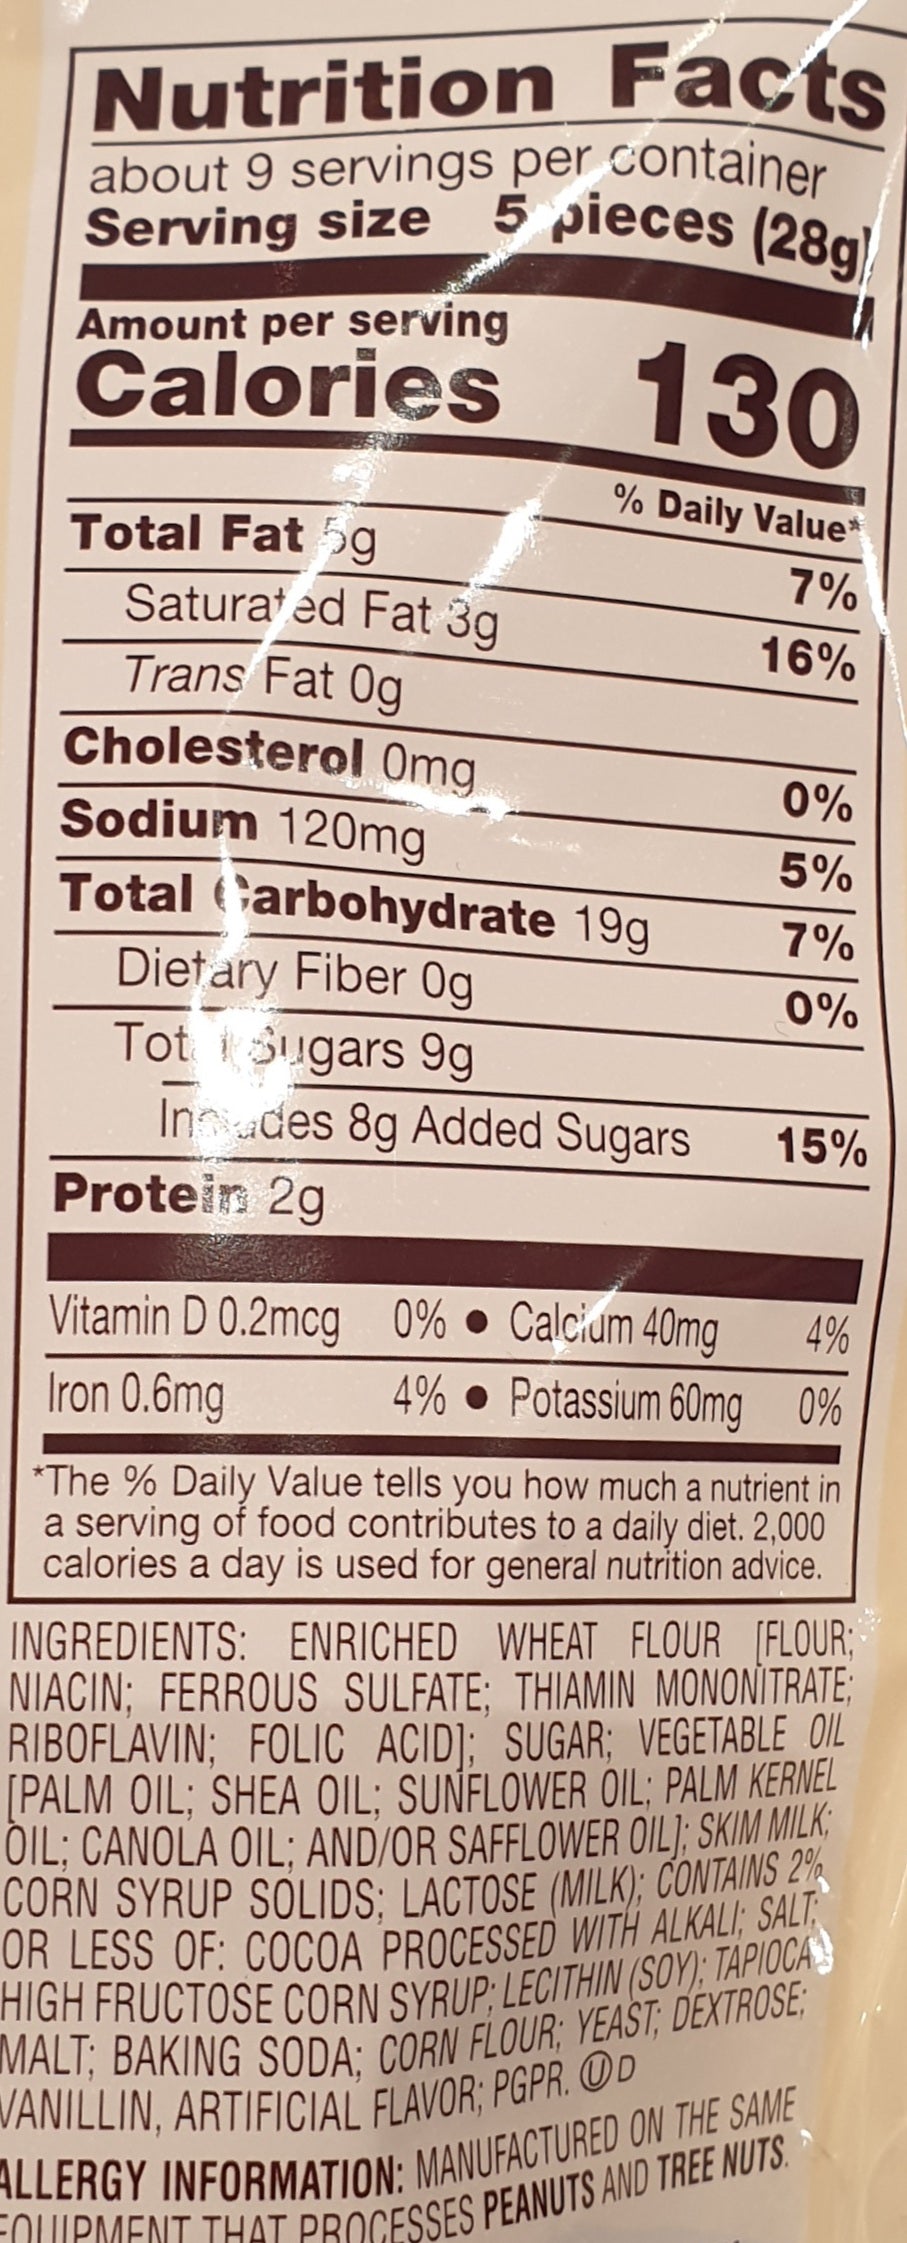 Nutrition Facts
about 9 servings per container
Serving size 5 pieces (28g)
Amount per serving
Calories 130
% Daily Value*
Total Fat 5g 7%
Saturated Fat 3g 16%
Trans Fat 0g
Cholesterol 0mg 0%
Sodium 120mg 5%
Total Carbohydrate 19g 7%
Dietary Fiber 0g 0%
Total Sugars 9g
Includes 8g Added Sugars 15%
Protein 2g
Vitamin D 0.2mcg 0% • Calcium 40mg 4%
Iron 0.6mg 4% • Potassium 60mg 0%
*The % Daily Value tells you how much a nutrient in
a serving of food contributes to a daily diet. 2,000
calories a day is used for general nutrition advice.
INGREDIENTS: ENRICHED WHEAT FLOUR [FLOUR;
NIACIN; FERROUS SULFATE; THIAMIN MONONITRATE;
RIBOFLAVIN; FOLIC ACID]; SUGAR; VEGETABLE OIL
[PALM OIL; SHEA OIL; SUNFLOWER OIL; PALM KERNEL
OIL; CANOLA OIL; AND/OR SAFFLOWER OIL]; SKIM MILK;
CORN SYRUP SOLIDS; LACTOSE (MILK); CONTAINS 2%
OR LESS OF: COCOA PROCESSED WITH ALKALI; SALT;
HIGH FRUCTOSE CORN SYRUP; LECITHIN (SOY); TAPIOCA;
MALT; BAKING SODA; CORN FLOUR; YEAST; DEXTROSE;
VANILLIN, ARTIFICIAL FLAVOR; PGPR. Ⓤ D
ALLERGY INFORMATION: MANUFACTURED ON THE SAME
EQUIPMENT THAT PROCESSES PEANUTS AND TREE NUTS.